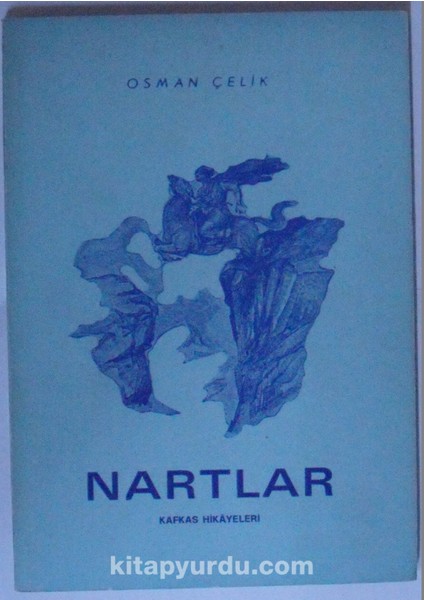 OSMAN ÇELİK
NARTLAR
KAFKAS HİKÂYELERİ
kitapyurdu.com